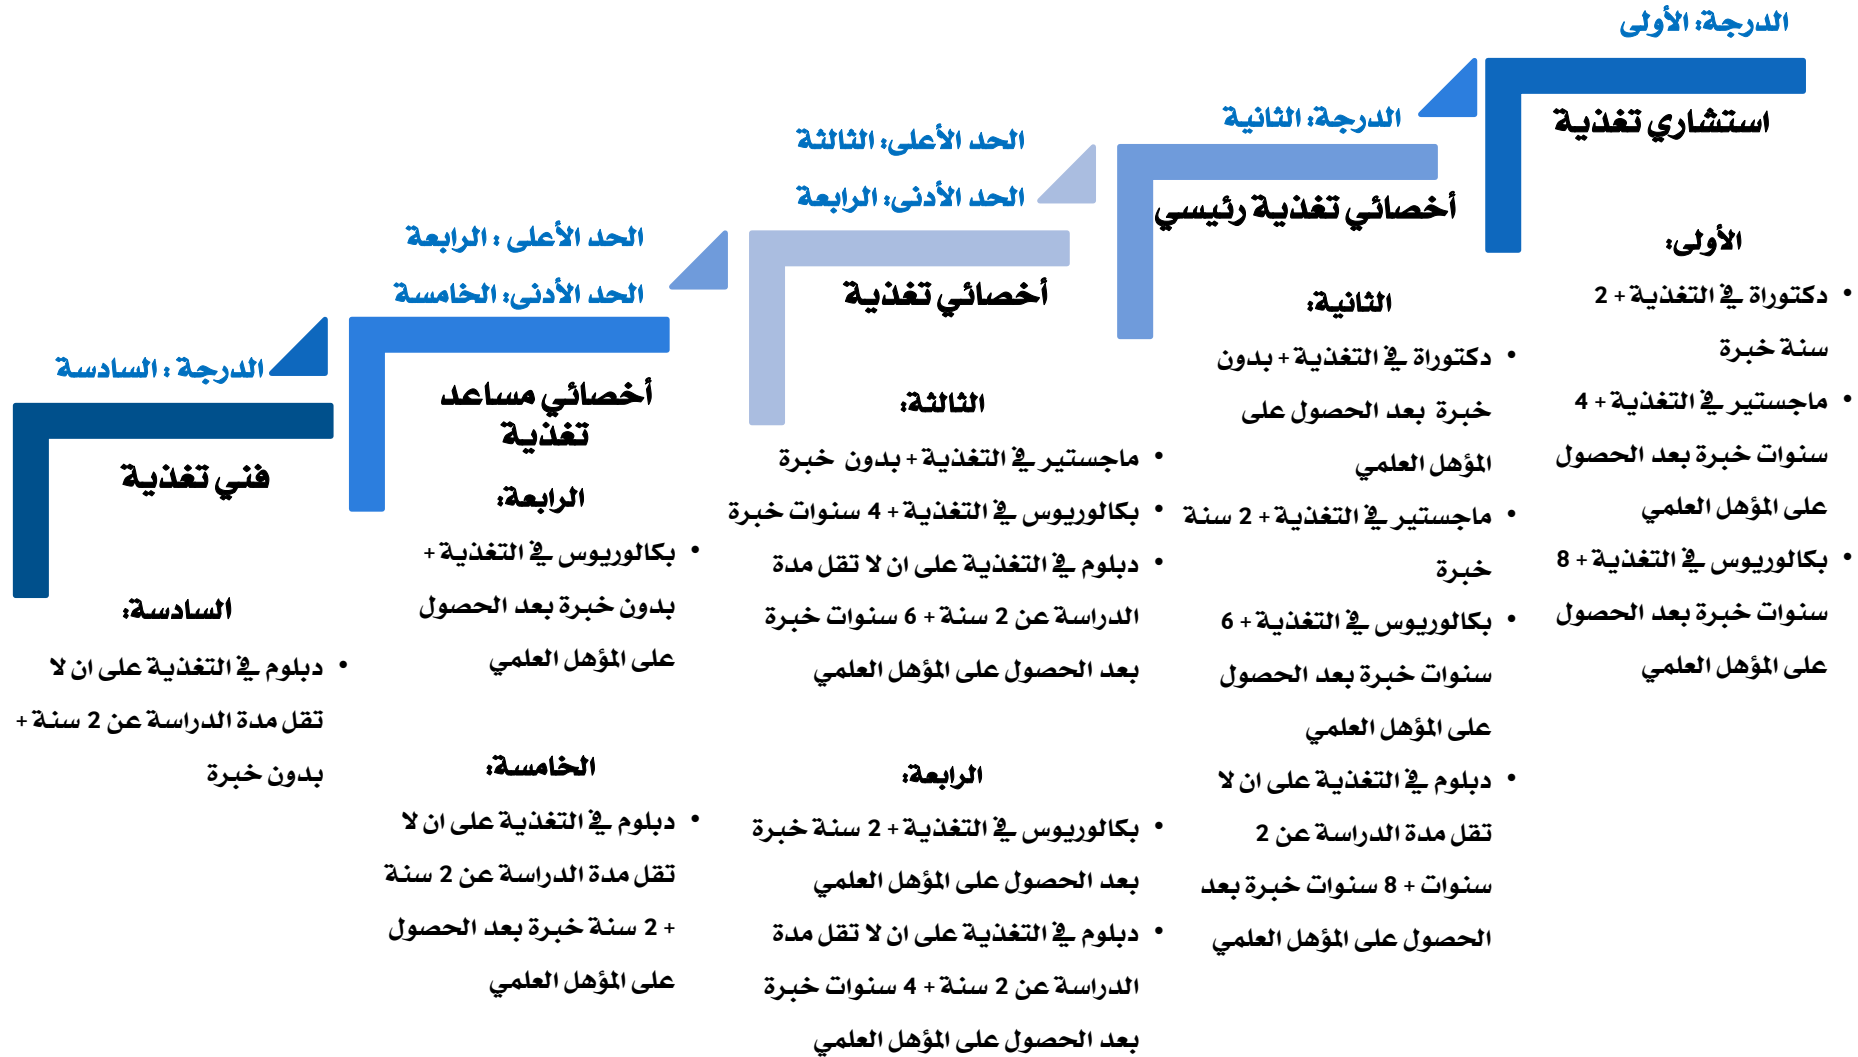 الدرجة: الأولى
استشاري تغذية
الأولى:
• دكتوراة في التغذية + 2
سنة خبرة
• ماجستير في التغذية + 4
سنوات خبرة بعد الحصول
على المؤهل العلمي
• بكالوريوس في التغذية + 8
سنوات خبرة بعد الحصول
على المؤهل العلمي
الدرجة: الثانية
أخصائي تغذية رئيسي
الثانية:
• دكتوراة في التغذية + بدون
خبرة بعد الحصول على
المؤهل العلمي
• ماجستير في التغذية + 2 سنة
خبرة
• بكالوريوس في التغذية + 6
سنوات خبرة بعد الحصول
على المؤهل العلمي
• دبلوم في التغذية على ان لا
تقل مدة الدراسة عن 2
سنوات + 8 سنوات خبرة بعد
الحصول على المؤهل العلمي
الحد الأعلى: الثالثة
الحد الأدنى: الرابعة
أخصائي تغذية
الثالثة:
• ماجستير في التغذية + بدون خبرة
• بكالوريوس في التغذية + 4 سنوات خبرة
• دبلوم في التغذية على ان لا تقل مدة
الدراسة عن 2 سنة + 6 سنوات خبرة
بعد الحصول على المؤهل العلمي
الرابعة:
• بكالوريوس في التغذية + 2 سنة خبرة
بعد الحصول على المؤهل العلمي
• دبلوم في التغذية على ان لا تقل مدة
الدراسة عن 2 سنة + 4 سنوات خبرة
بعد الحصول على المؤهل العلمي
الحد الأعلى : الرابعة
الحد الأدنى: الخامسة
أخصائي مساعد
تغذية
الرابعة:
• بكالوريوس في التغذية +
بدون خبرة بعد الحصول
على المؤهل العلمي
الخامسة:
• دبلوم في التغذية على ان لا
تقل مدة الدراسة عن 2 سنة
+ 2 سنة خبرة بعد الحصول
على المؤهل العلمي
الدرجة : السادسة
فني تغذية
السادسة:
• دبلوم في التغذية على ان لا
تقل مدة الدراسة عن 2 سنة +
بدون خبرة